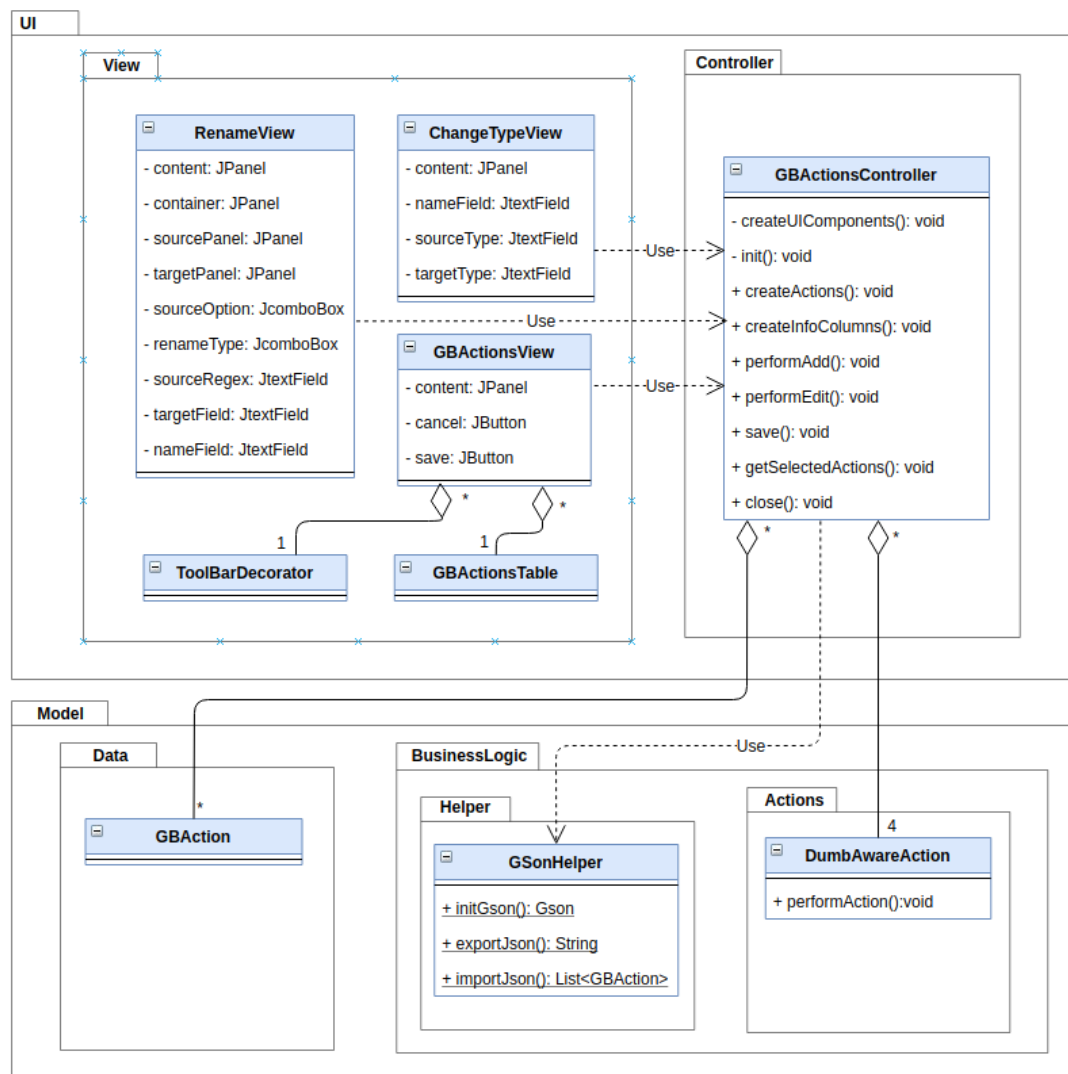 UI
View
RenameView
- content: JPanel
- container: JPanel
- sourcePanel: JPanel
- targetPanel: JPanel
- sourceOption: JcomboBox
- renameType: JcomboBox
- sourceRegex: JtextField
- targetField: JtextField
- nameField: JtextField
ChangeTypeView
- content: JPanel
- nameField: JtextField
- sourceType: JtextField
- targetType: JtextField
GBActionsView
- content: JPanel
- cancel: JButton
- save: JButton
*
*
1
1
ToolBarDecorator
GBActionsTable
Use
Use
Use
Controller
GBActionsController
- createUIComponents(): void
- init(): void
+ createActions(): void
+ createInfoColumns(): void
+ performAdd(): void
+ performEdit(): void
+ save(): void
+ getSelectedActions(): void
+ close(): void
*
*
Model
Data
*
GBAction
BusinessLogic
Use
Helper
GSonHelper
+ initGson(): Gson
+ exportJson(): String
+ importJson(): List<GBAction>
Actions
4
DumbAwareAction
+ performAction():void